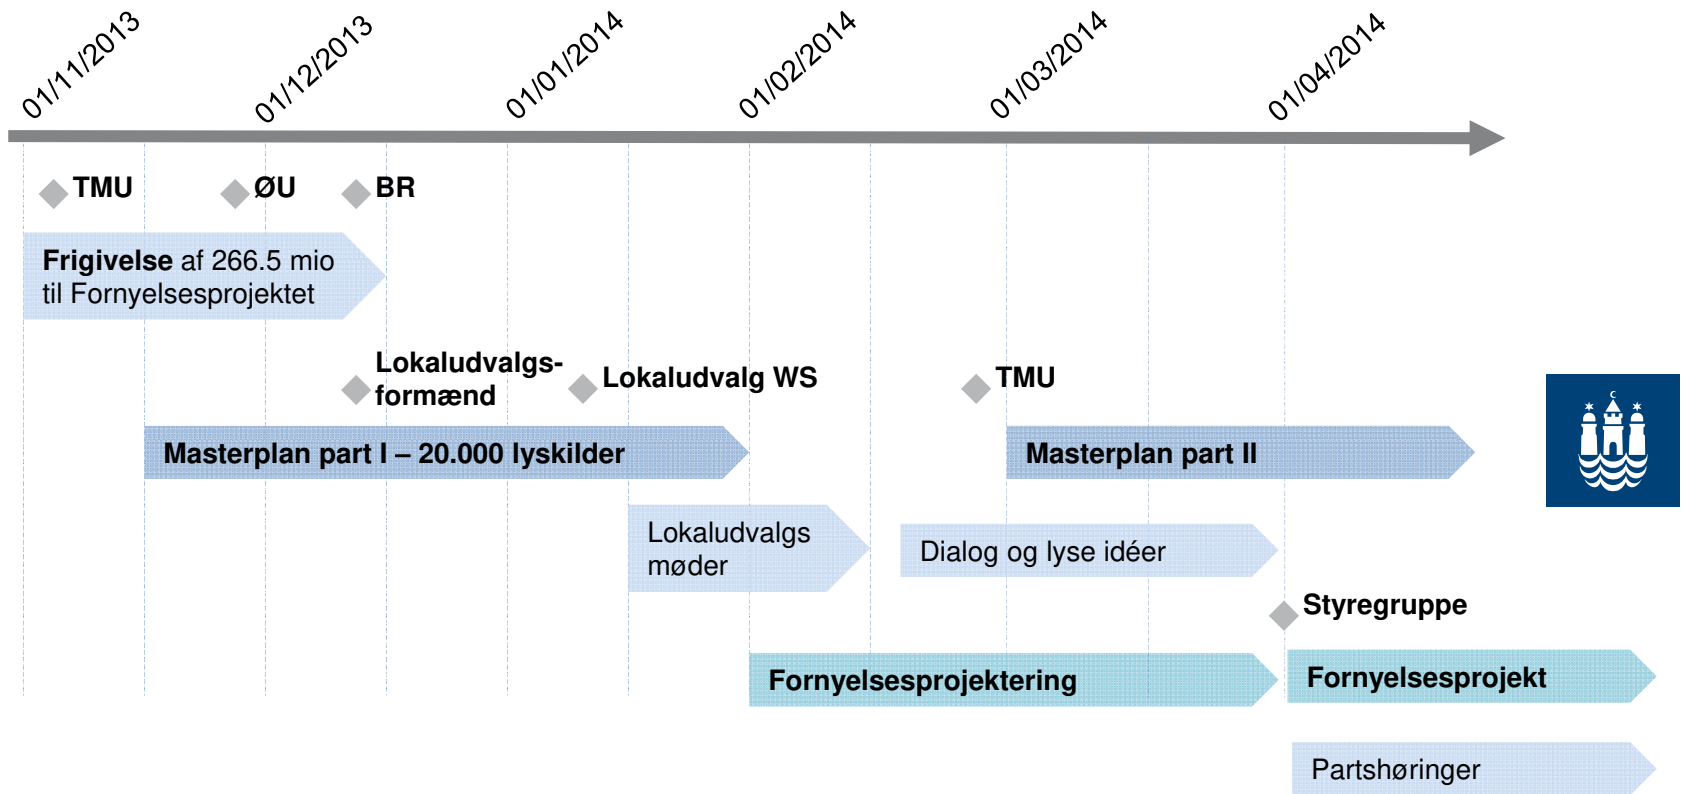 01/11/2013
01/12/2013
01/01/2014
01/02/2014
01/03/2014
01/04/2014
TMU
ØU
BR
Frigivelse af 266.5 mio
til Fornyelsesprojektet
Lokaludvalgs-
formænd
Lokaludvalg WS
TMU
Masterplan part I – 20.000 lyskilder
Masterplan part II
Lokaludvalgs
møder
Dialog og lyse idéer
Styregruppe
Fornyelsesprojektering
Fornyelsesprojekt
Partshøringer